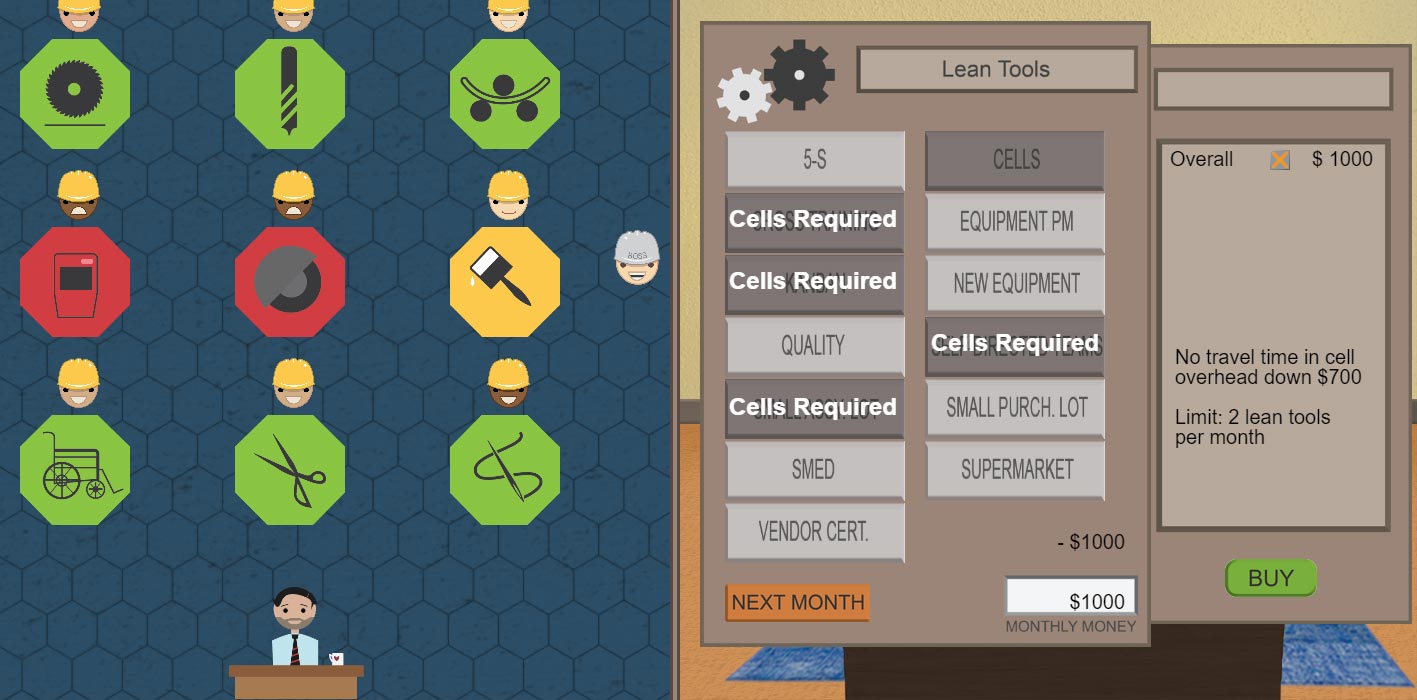 BOSS
Lean Tools
5-S
CELLS
Cells Required
EQUIPMENT PM
Cells Required
NEW EQUIPMENT
QUALITY
Cells Required
Cells Required
SMALL PURCH. LOT
SMED
SUPERMARKET
VENDOR CERT.
- $1000
NEXT MONTH
$1000
MONTHLY MONEY
Overall $ 1000
No travel time in cell
overhead down $700
Limit: 2 lean tools
per month
BUY